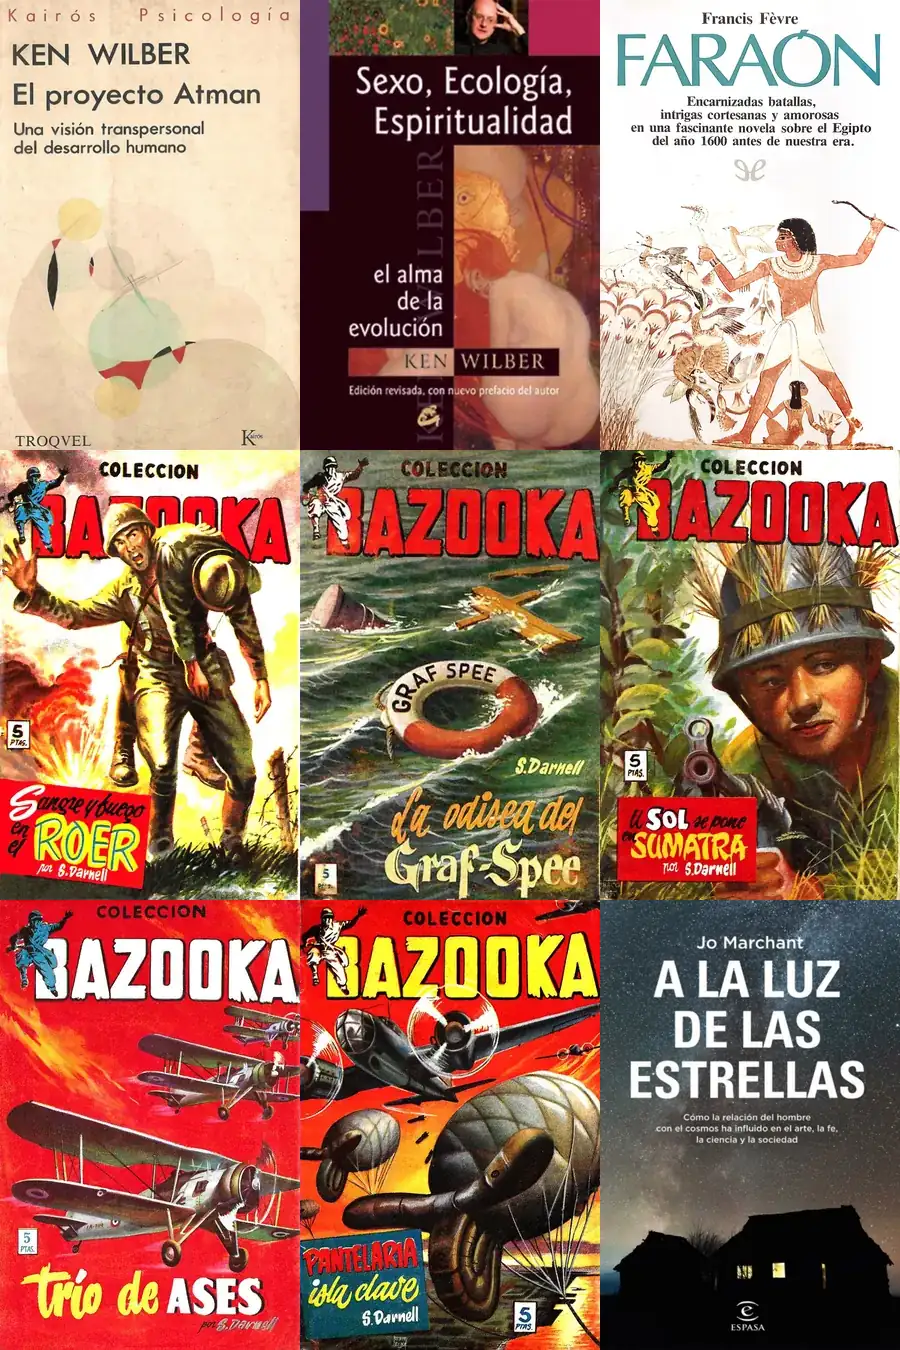 Kairós Psicología
KEN WILBER
El proyecto Atman
Una visión transpersonal
del desarrollo humano
TROQVEL
Kairós
Sexo, Ecología,
Espiritualidad
KEN WILBER
el alma
de la
evolución
KEN WILBER
Edición revisada, con nuevo prefacio del autor
Francis Fèvre
FARAÓN
Encarnizadas batallas,
intrigas cortesanas y amorosas
en una fascinante novela sobre el Egipto
del año 1600 antes de nuestra era.
COLECCION
BAZOOKA
5
PTAS.
Sangre y fuego
en el
ROER
por S. Darnell
COLECCION
BAZOOKA
GRAF SPEE
S. Darnell
La odisea del
Graf-Spee
5
COLECCION
BAZOOKA
5
PTAS.
El SOL se pone
en SUMATRA
por S. Darnell
COLECCION
BAZOOKA
5
PTAS.
trío de ASES
por S. Darnell
COLECCION
BAZOOKA
PANTELARIA
isla clave
S. Darnell
5
PTAS.
Jo Marchant
A LA LUZ
DE LAS
ESTRELLAS
Cómo la relación del hombre
con el cosmos ha influido en el arte, la fe,
la ciencia y la sociedad
e
ESPASA